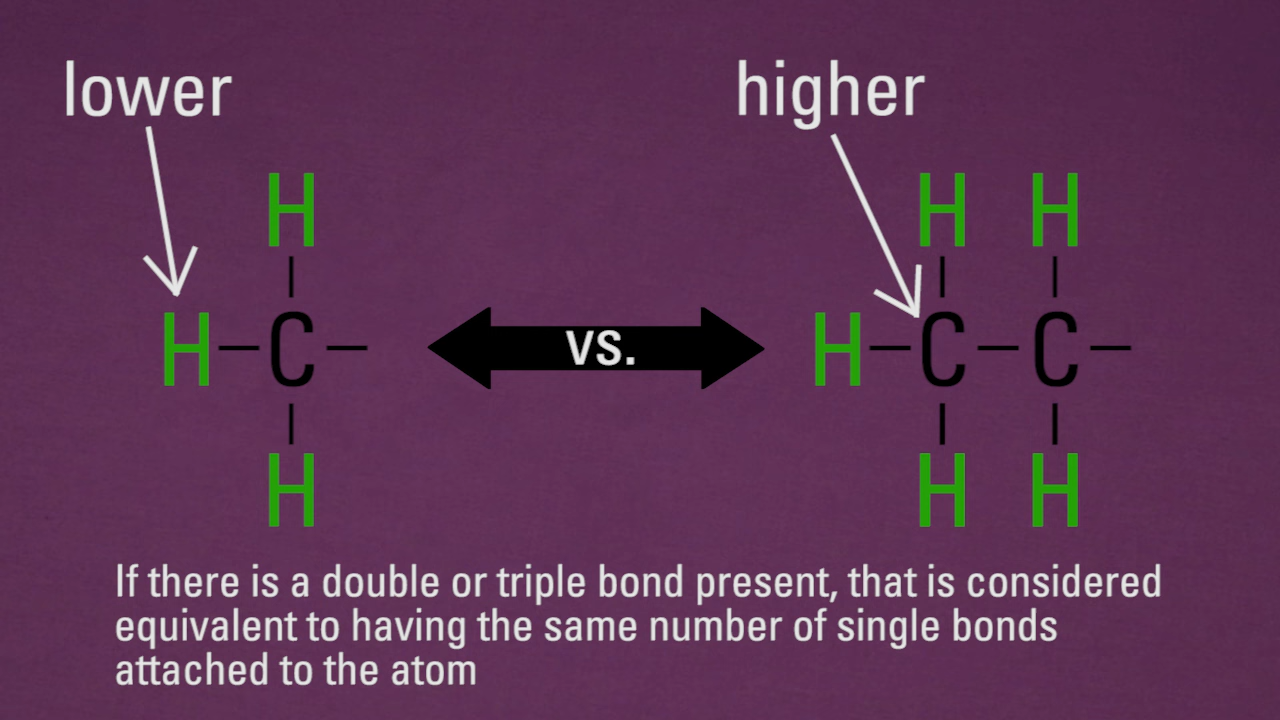 lower higher
H H H
H C vs. H C C
H H H
If there is a double or triple bond present, that is considered
equivalent to having the same number of single bonds
attached to the atom